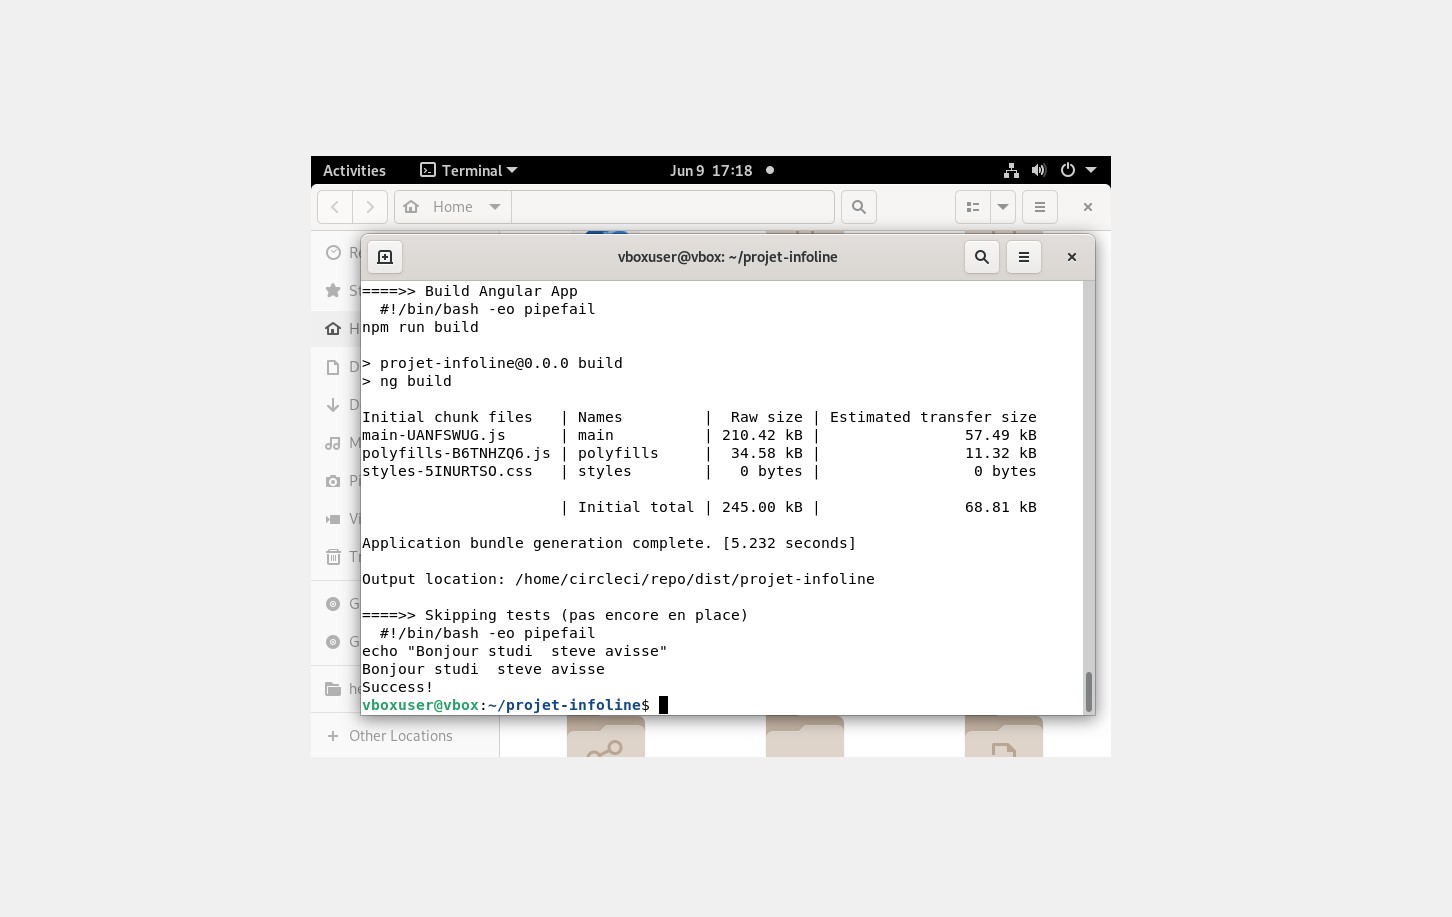 Activities
Terminal
Jun 9 17:18
Home
vboxuser@vbox: ~/projet-infoline
====>> Build Angular App
  #!/bin/bash -eo pipefail
npm run build
> projet-infoline@0.0.0 build
> ng build
Initial chunk files   | Names         |  Raw size | Estimated transfer size
main-UANFSWUG.js      | main          | 210.42 kB |                57.49 kB
polyfills-B6TNHZQ6.js | polyfills     |  34.58 kB |                11.32 kB
styles-5INURTSO.css   | styles        |   0 bytes |                 0 bytes
                      | Initial total | 245.00 kB |                68.81 kB
Application bundle generation complete. [5.232 seconds]
Output location: /home/circleci/repo/dist/projet-infoline
====>> Skipping tests (pas encore en place)
  #!/bin/bash -eo pipefail
echo "Bonjour studi  steve avisse"
Bonjour studi  steve avisse
Success!
vboxuser@vbox:~/projet-infoline$
Other Locations